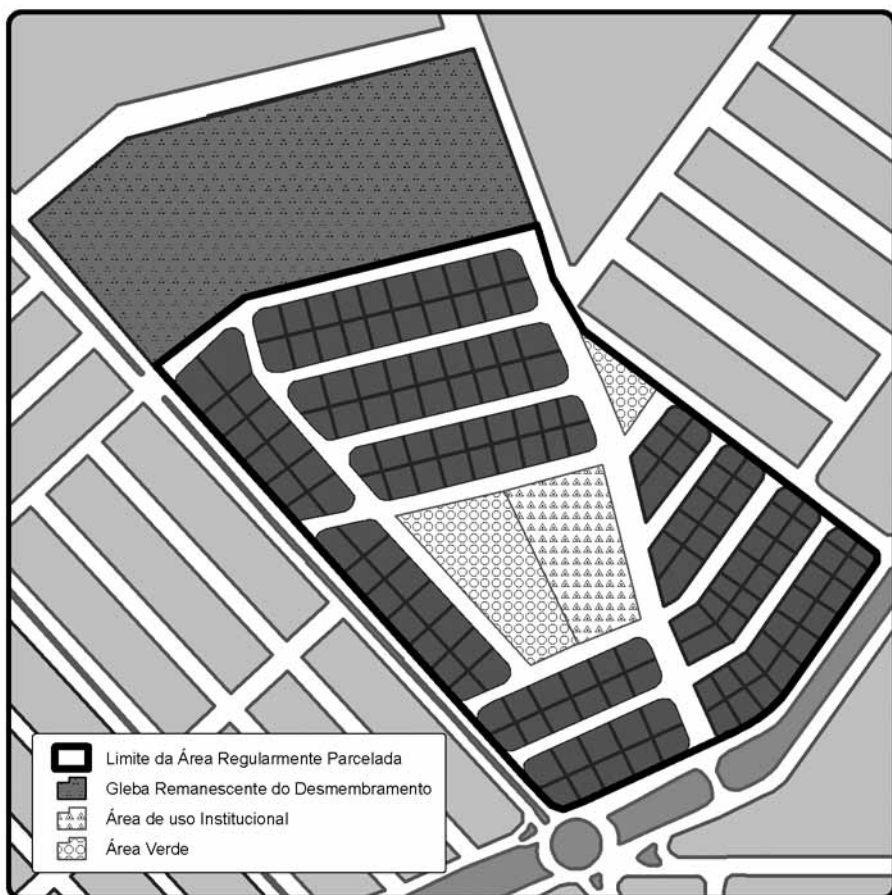 Limite da Área Regularmente Parcelada
Gleba Remanescente do Desmembramento
Área de uso Institucional
Área Verde